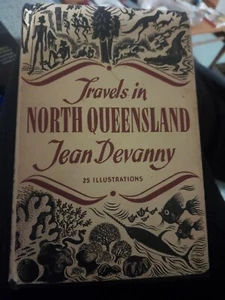 Travels in
NORTH QUEENSLAND
Jean Devanny
25 ILLUSTRATIONS